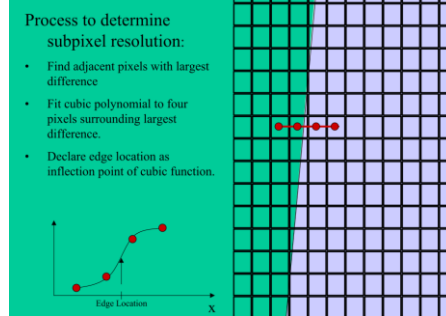 Process to determine
subpixel resolution:
• Find adjacent pixels with largest
difference
• Fit cubic polynomial to four
pixels surrounding largest
difference.
• Declare edge location as
inflection point of cubic function.
Edge Location
x